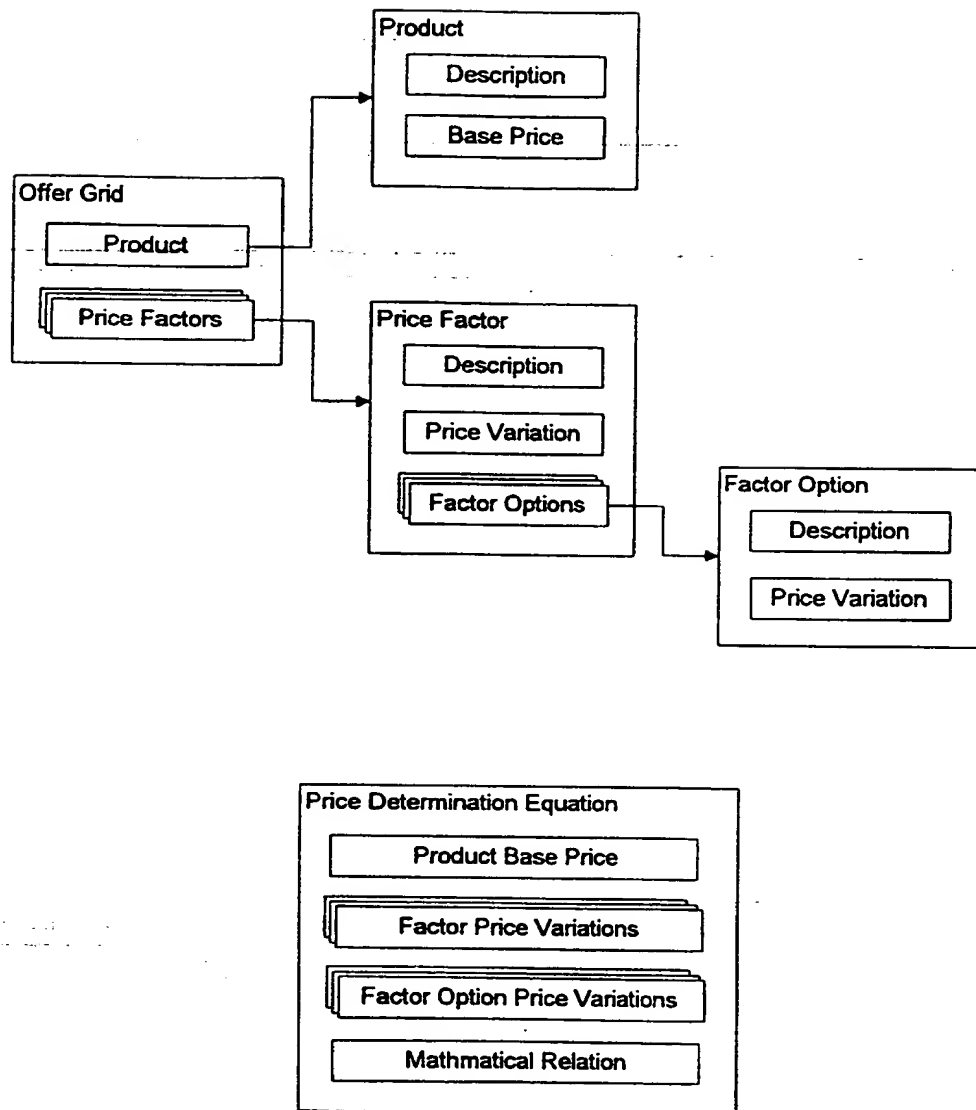 Product
Description
Base Price
Offer Grid
Product
Price Factors
Price Factor
Description
Price Variation
Factor Options
Factor Option
Description
Price Variation
Price Determination Equation
Product Base Price
Factor Price Variations
Factor Option Price Variations
Mathmatical Relation